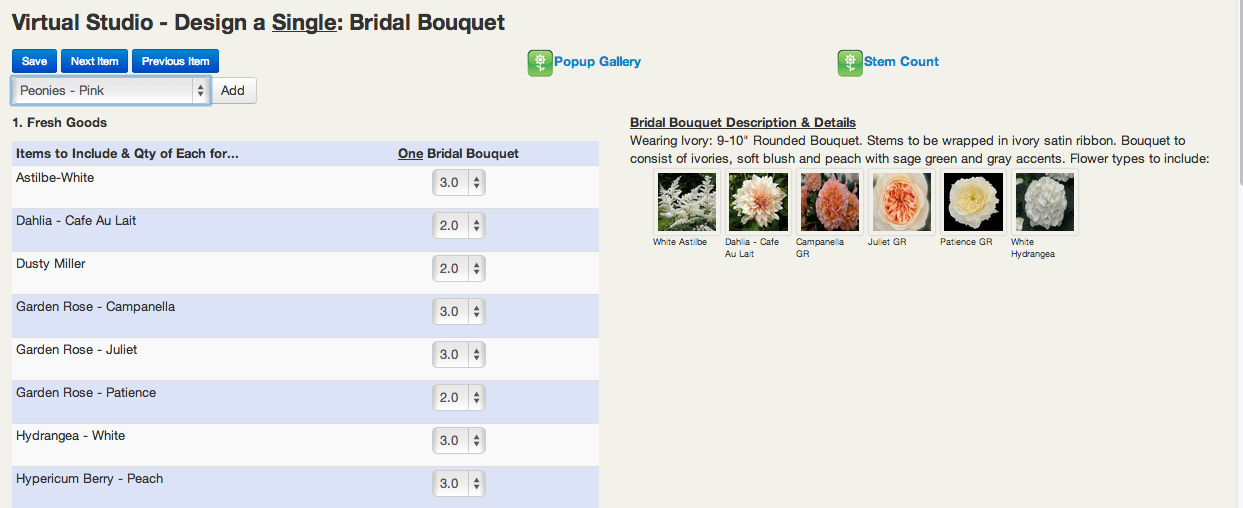 Virtual Studio - Design a Single: Bridal Bouquet
Save Next Item Previous Item
Popup Gallery
Stem Count
Peonies - Pink Add
1. Fresh Goods
Items to Include & Qty of Each for... One Bridal Bouquet
Astilbe-White 3.0
Dahlia - Cafe Au Lait 2.0
Dusty Miller 2.0
Garden Rose - Campanella 3.0
Garden Rose - Juliet 3.0
Garden Rose - Patience 2.0
Hydrangea - White 3.0
Hypericum Berry - Peach 3.0
Bridal Bouquet Description & Details
Wearing Ivory: 9-10" Rounded Bouquet. Stems to be wrapped in ivory satin ribbon. Bouquet to
consist of ivories, soft blush and peach with sage green and gray accents. Flower types to include:
White Astilbe
Dahlia - Cafe
Au Lait
Campanella
GR
Juliet GR
Patience GR
White
Hydrangea